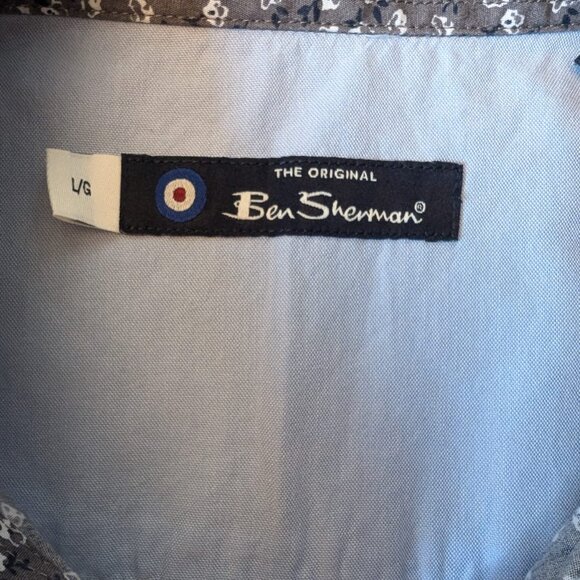 L/G
THE ORIGINAL
Ben Sherman®